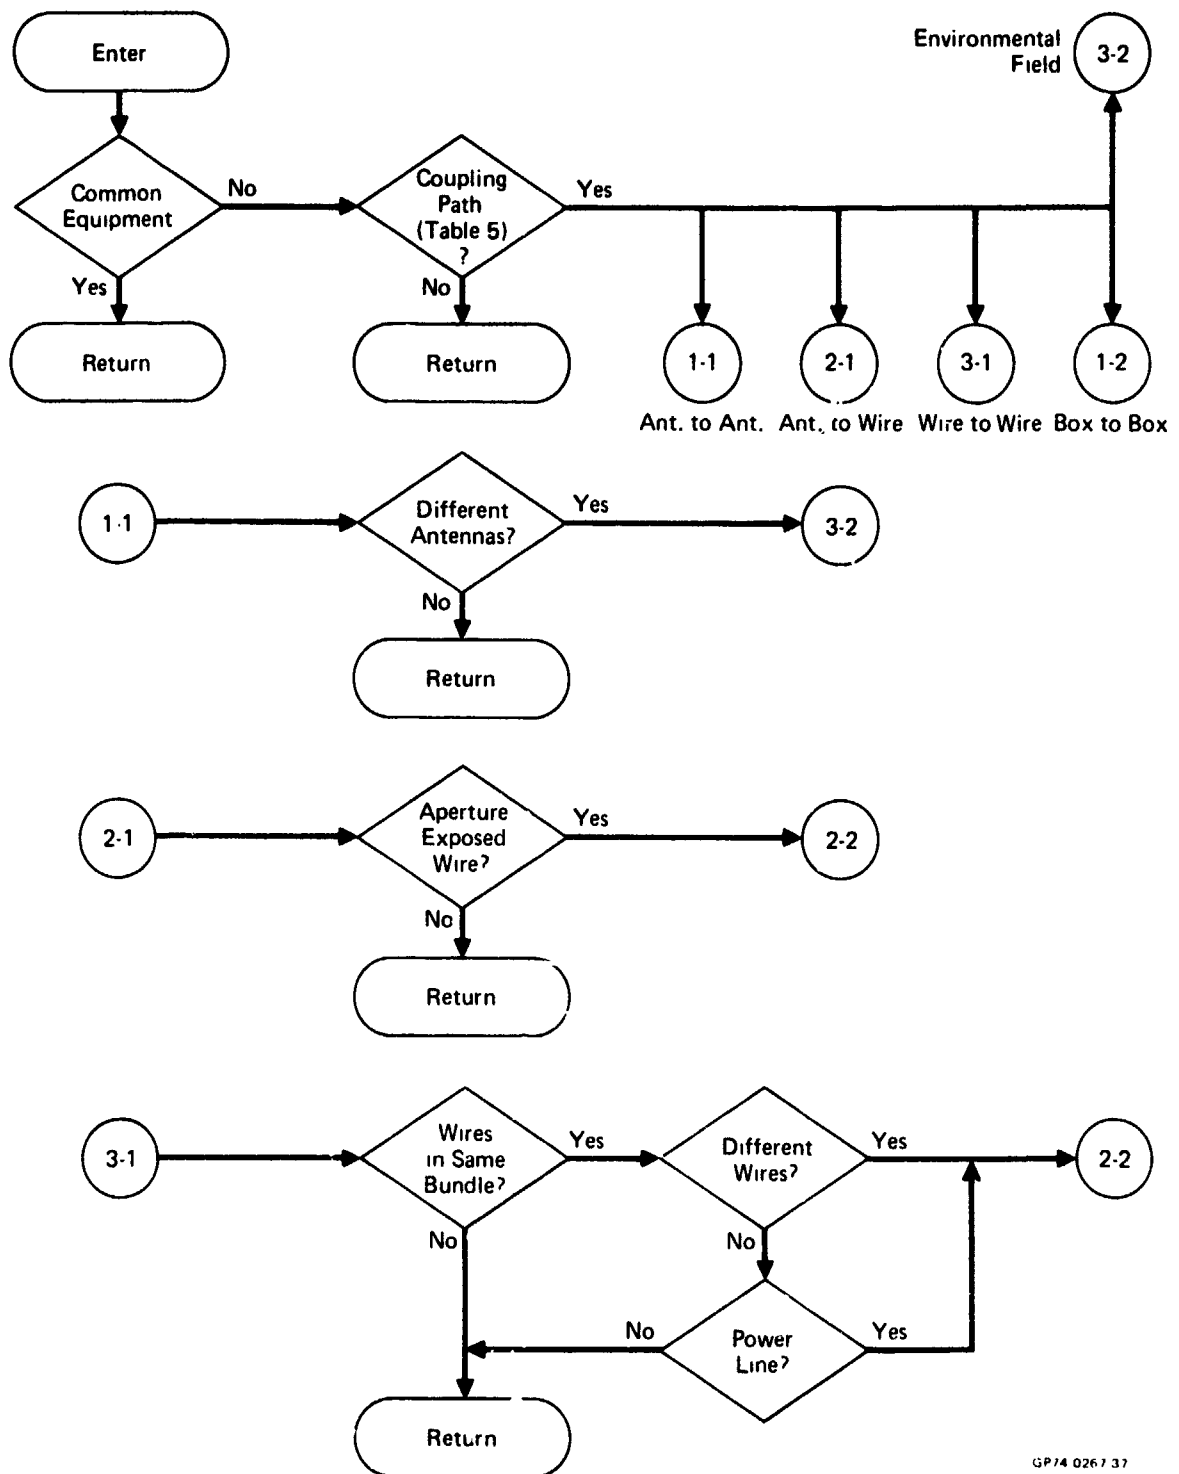 Enter
Environmental
Field
3-2
Common
Equipment
No
Coupling
Path
(Table 5)
?
Yes
Yes
No
Return
Return
1-1
2-1
3-1
1-2
Ant. to Ant.
Ant. to Wire
Wire to Wire
Box to Box
1-1
Different
Antennas?
Yes
3-2
No
Return
2-1
Aperture
Exposed
Wire?
Yes
2-2
No
Return
3-1
Wires
in Same
Bundle?
Yes
Different
Wires?
Yes
2-2
No
No
No
Power
Line?
Yes
Return
GP74 0267 37